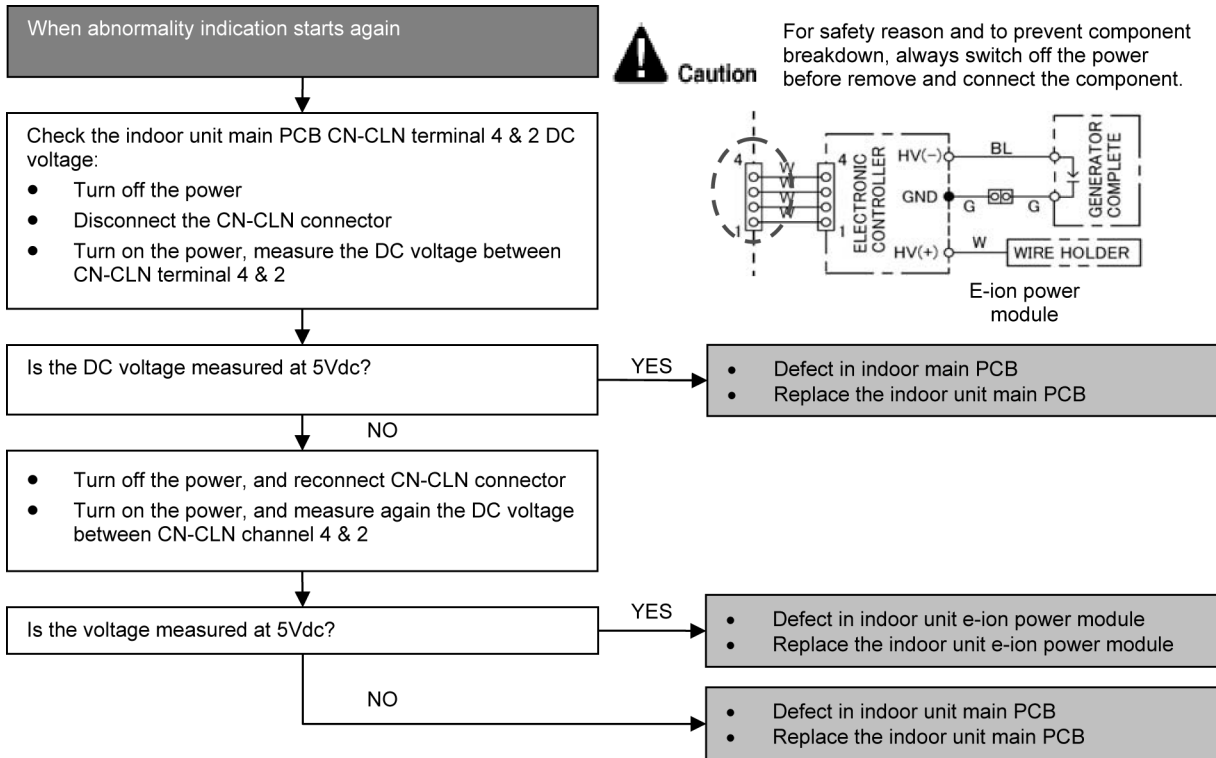 When abnormality indication starts again
Caution
For safety reason and to prevent component
breakdown, always switch off the power
before remove and connect the component.
Check the indoor unit main PCB CN-CLN terminal 4 & 2 DC
voltage:
• Turn off the power
• Disconnect the CN-CLN connector
• Turn on the power, measure the DC voltage between
CN-CLN terminal 4 & 2
4
1
W
W
W
W
4
1
ELECTRONIC
CONTROLLER
HV(−)
GND
HV(+)
BL
G
G
W
GENERATOR
COMPLETE
WIRE HOLDER
E-ion power
module
Is the DC voltage measured at 5Vdc?
YES
• Defect in indoor main PCB
• Replace the indoor unit main PCB
NO
• Turn off the power, and reconnect CN-CLN connector
• Turn on the power, and measure again the DC voltage
between CN-CLN channel 4 & 2
Is the voltage measured at 5Vdc?
YES
• Defect in indoor unit e-ion power module
• Replace the indoor unit e-ion power module
NO
• Defect in indoor unit main PCB
• Replace the indoor unit main PCB